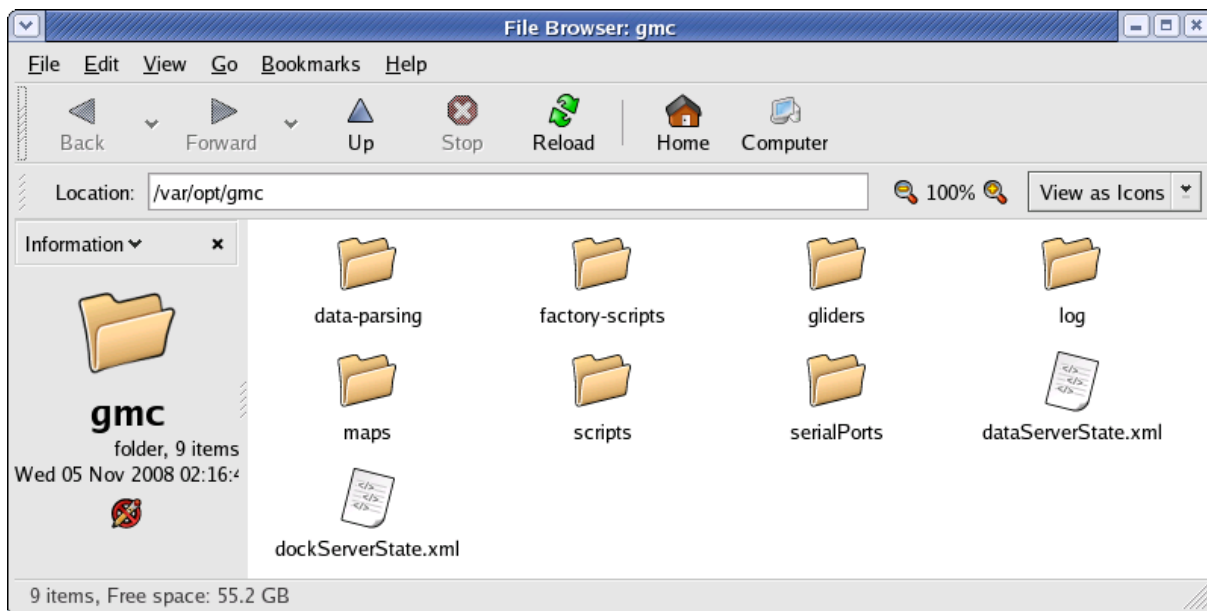 File Browser: gmc
File Edit View Go Bookmarks Help
Back Forward Up Stop Reload Home Computer
Location: /var/opt/gmc 100% View as Icons
Information
data-parsing factory-scripts gliders log
maps scripts serialPorts dataServerState.xml
dockServerState.xml
gmc
folder, 9 items
Wed 05 Nov 2008 02:16:4
9 items, Free space: 55.2 GB